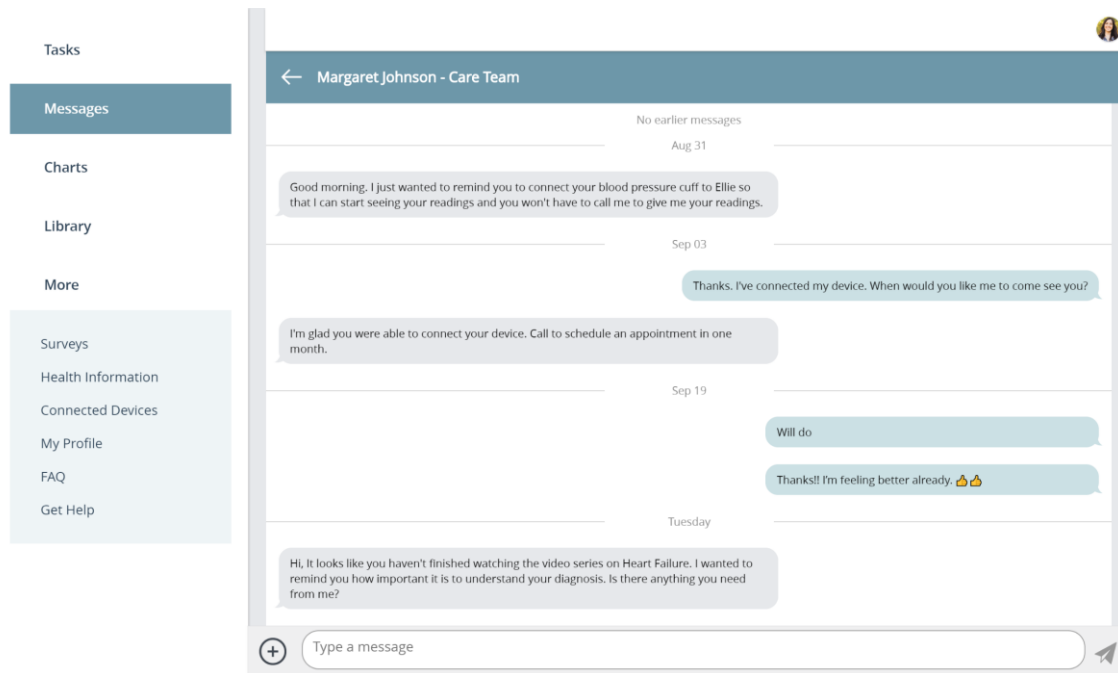 Tasks
Messages
Charts
Library
More
Surveys
Health Information
Connected Devices
My Profile
FAQ
Get Help
Margaret Johnson - Care Team
No earlier messages
Aug 31
Good morning. I just wanted to remind you to connect your blood pressure cuff to Ellie so
that I can start seeing your readings and you won't have to call me to give me your readings.
Sep 03
Thanks. I've connected my device. When would you like me to come see you?
I'm glad you were able to connect your device. Call to schedule an appointment in one
month.
Sep 19
Will do
Thanks!! I'm feeling better already. 👍👍
Tuesday
Hi, It looks like you haven't finished watching the video series on Heart Failure. I wanted to
remind you how important it is to understand your diagnosis. Is there anything you need
from me?
Type a message